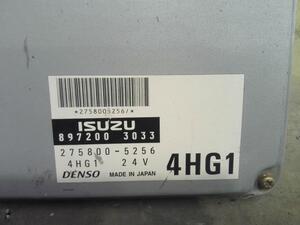 *2758005256/*
ISUZU
897200 3033
275800-5256
4HG1 24V
4HG1
DENSO MADE IN JAPAN